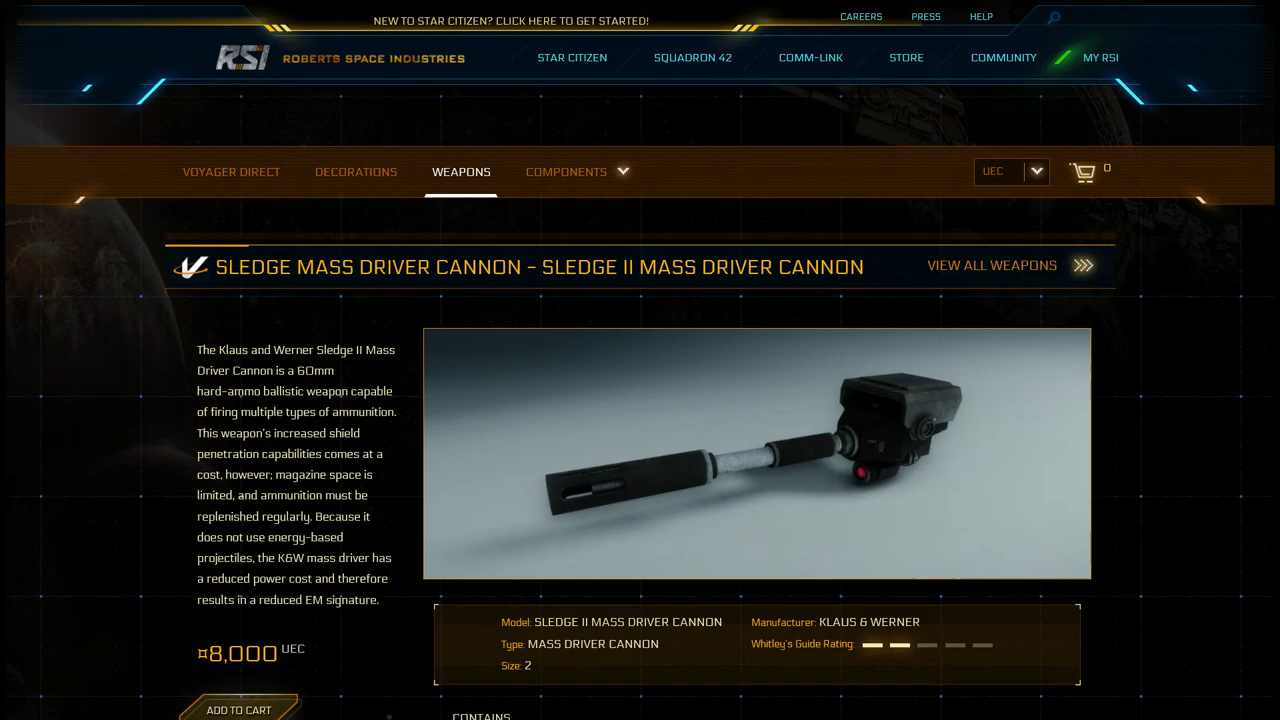 NEW TO STAR CITIZEN? CLICK HERE TO GET STARTED!
CAREERS PRESS HELP
RSI ROBERTS SPACE INDUSTRIES STAR CITIZEN SQUADRON 42 COMM-LINK STORE COMMUNITY MY RSI
VOYAGER DIRECT DECORATIONS WEAPONS COMPONENTS UEC 0
SLEDGE MASS DRIVER CANNON - SLEDGE II MASS DRIVER CANNON VIEW ALL WEAPONS
The Klaus and Werner Sledge II Mass
Driver Cannon is a 60mm
hard-ammo ballistic weapon capable
of firing multiple types of ammunition.
This weapon's increased shield
penetration capabilities comes at a
cost, however; magazine space is
limited, and ammunition must be
replenished regularly. Because it
does not use energy-based
projectiles, the K&W mass driver has
a reduced power cost and therefore
results in a reduced EM signature.
¤8,000 UEC
ADD TO CART
Model: SLEDGE II MASS DRIVER CANNON Manufacturer: KLAUS & WERNER
Type: MASS DRIVER CANNON Whitley's Guide Rating:
Size: 2
CONTAINS